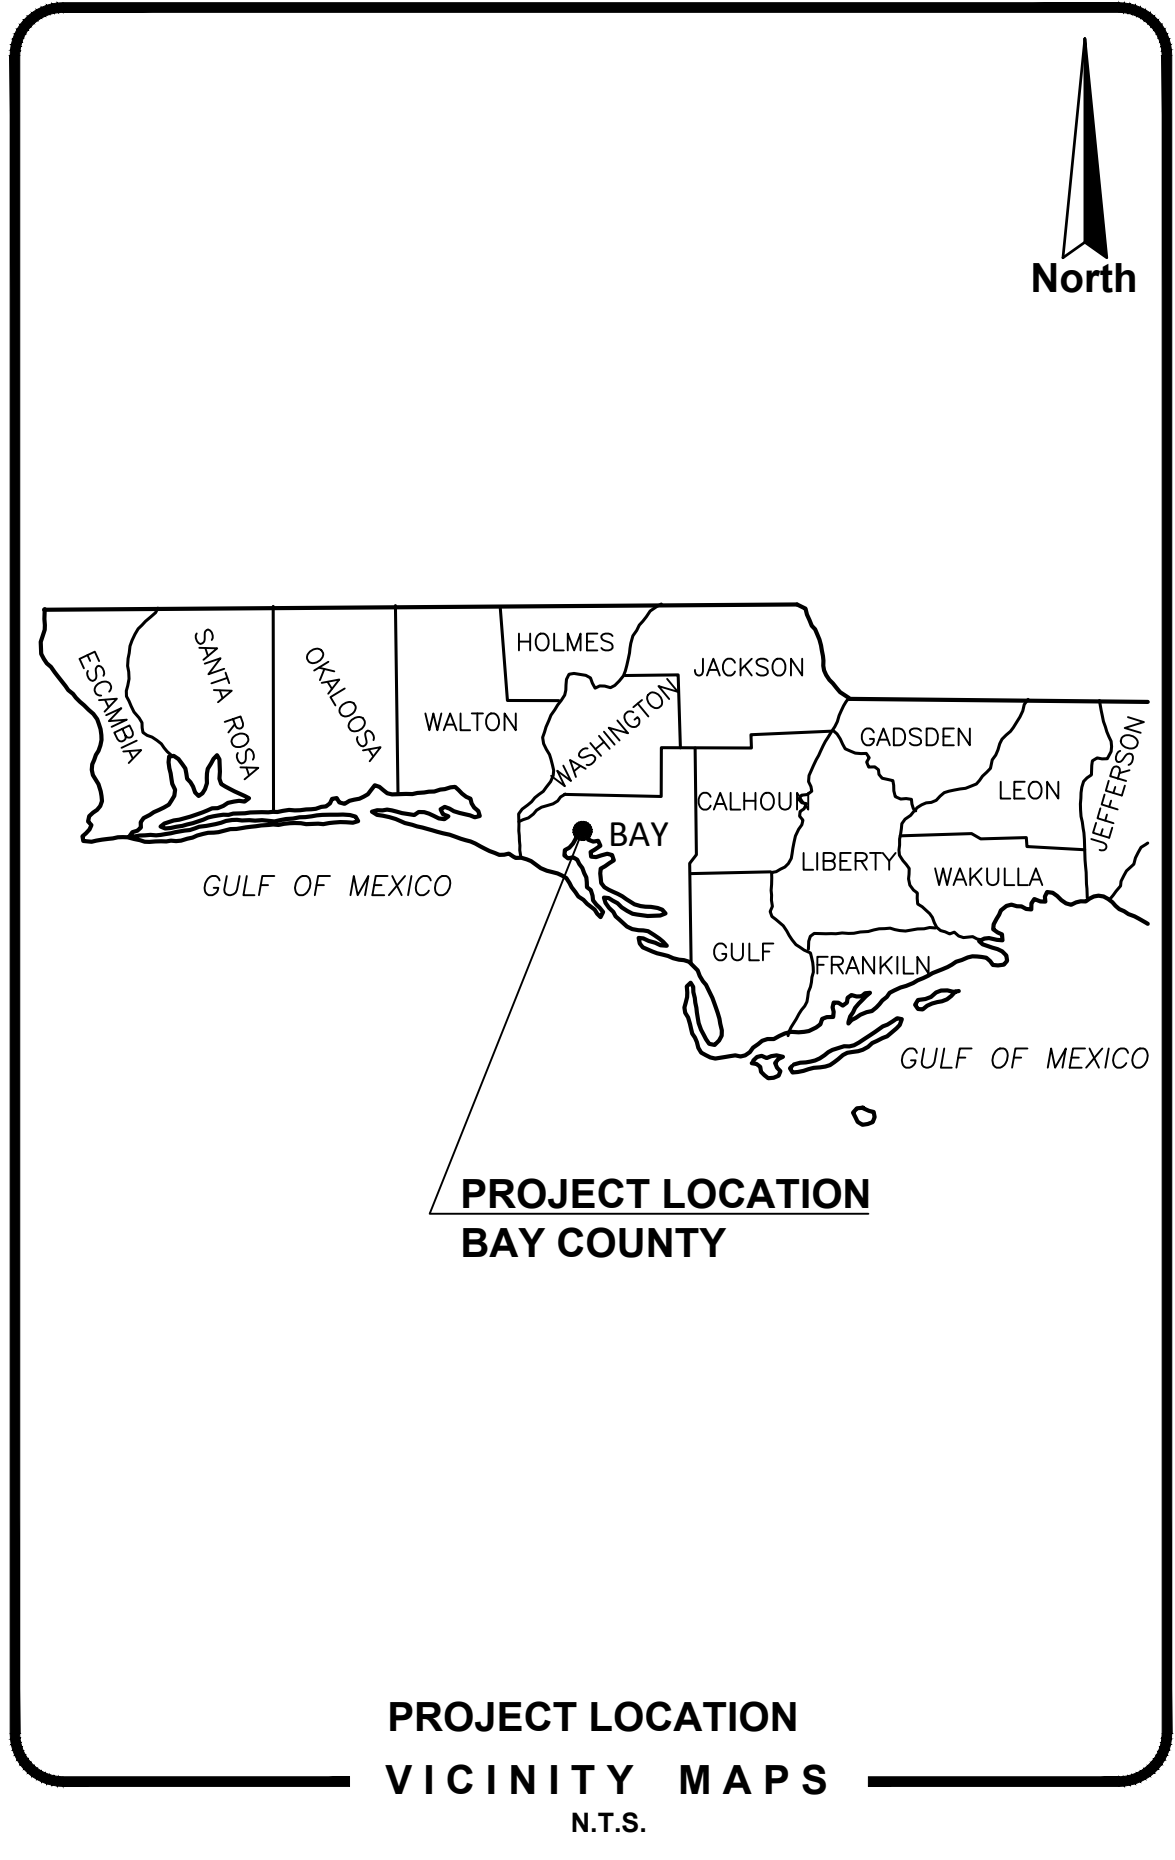 North
HOLMES
JACKSON
ESCAMBIA
SANTA ROSA
OKALOOSA
WALTON
WASHINGTON
GADSDEN
JEFFERSON
LEON
CALHOUN
BAY
LIBERTY
WAKULLA
GULF OF MEXICO
GULF
FRANKILN
GULF OF MEXICO
PROJECT LOCATION
BAY COUNTY
PROJECT LOCATION
VICINITY MAPS
N.T.S.